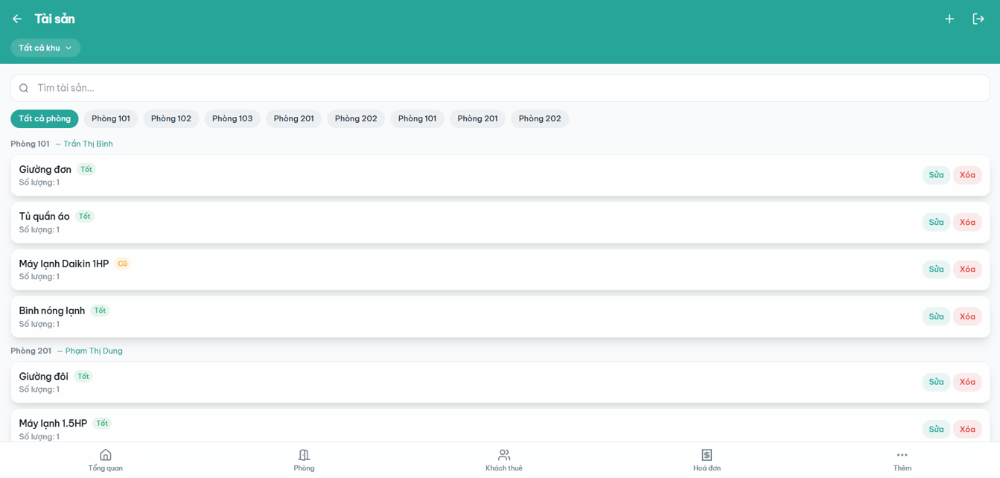 Tài sản
Tất cả khu
Tìm tài sản...
Tất cả phòng Phòng 101 Phòng 102 Phòng 103 Phòng 201 Phòng 202 Phòng 101 Phòng 201 Phòng 202
Phòng 101 — Trần Thị Bình
Giường đơn Tốt
Số lượng: 1
Sửa Xóa
Tủ quần áo Tốt
Số lượng: 1
Sửa Xóa
Máy lạnh Daikin 1HP Cũ
Số lượng: 1
Sửa Xóa
Bình nóng lạnh Tốt
Số lượng: 1
Sửa Xóa
Phòng 201 — Phạm Thị Dung
Giường đôi Tốt
Số lượng: 1
Sửa Xóa
Máy lạnh 1.5HP Tốt
Số lượng: 1
Sửa Xóa
Tổng quan Phòng Khách thuê Hoá đơn Thêm